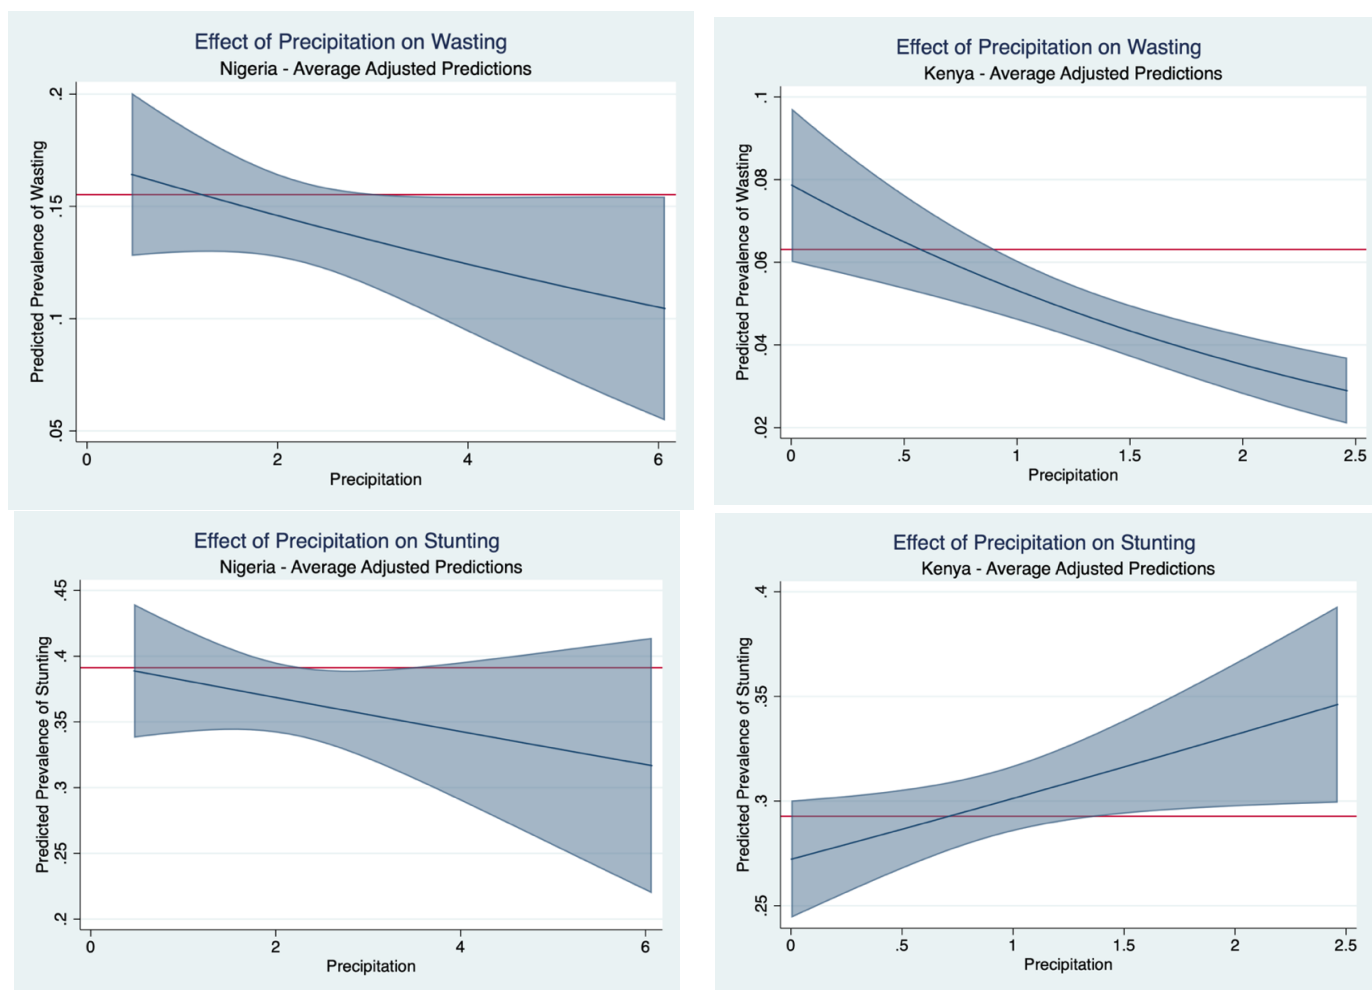 Effect of Precipitation on Wasting
Nigeria - Average Adjusted Predictions
Predicted Prevalence of Wasting
.2
.15
.1
.05
0 2 4 6
Precipitation
Effect of Precipitation on Wasting
Kenya - Average Adjusted Predictions
Predicted Prevalence of Wasting
.1
.08
.06
.04
.02
0 .5 1 1.5 2 2.5
Precipitation
Effect of Precipitation on Stunting
Nigeria - Average Adjusted Predictions
Predicted Prevalence of Stunting
.45
.4
.35
.3
.25
.2
0 2 4 6
Precipitation
Effect of Precipitation on Stunting
Kenya - Average Adjusted Predictions
Predicted Prevalence of Stunting
.4
.35
.3
.25
0 .5 1 1.5 2 2.5
Precipitation